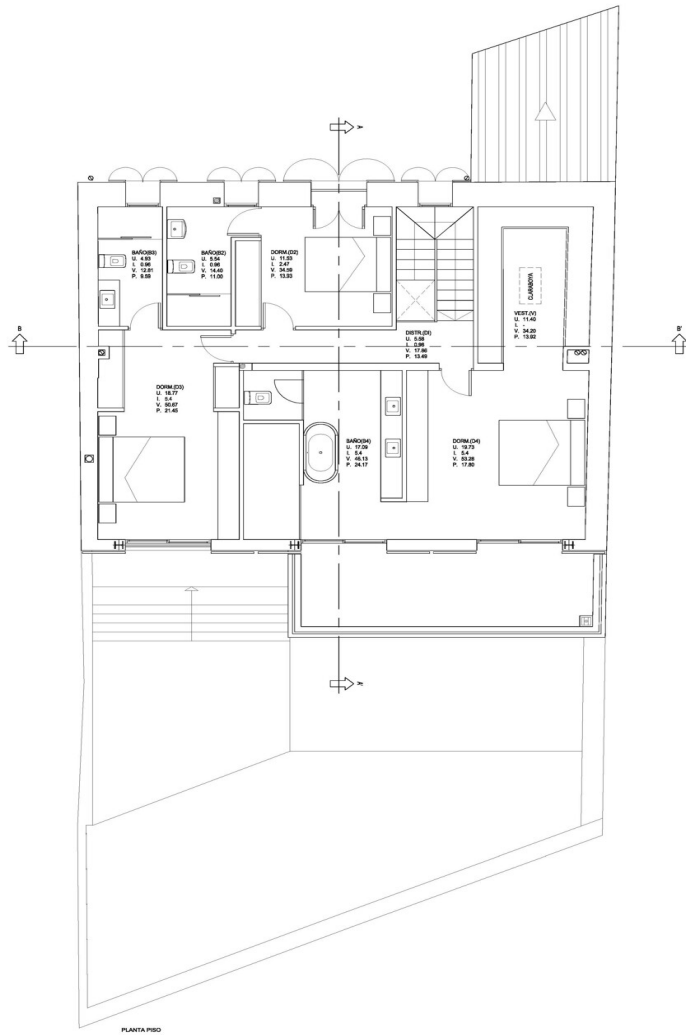 A
BAÑO(B3)
U. 4.93
I. 0.96
V. 12.81
P. 9.59
BAÑO(B2)
U. 5.54
I. 0.96
V. 14.40
P. 11.00
DORM.(D2)
U. 11.53
I. 2.47
V. 34.59
P. 13.93
CLARABOYA
VEST.(V)
U. 11.40
I. -
V. 34.20
P. 13.92
DISTR.(DI)
U. 5.88
I. 0.96
V. 17.66
P. 13.49
B
B'
DORM.(D3)
U. 18.77
I. 5.4
V. 50.67
P. 21.45
BAÑO(B4)
U. 17.09
I. 5.4
V. 46.13
P. 24.17
DORM.(D4)
U. 19.73
I. 5.4
V. 53.28
P. 17.80
A'
PLANTA PISO